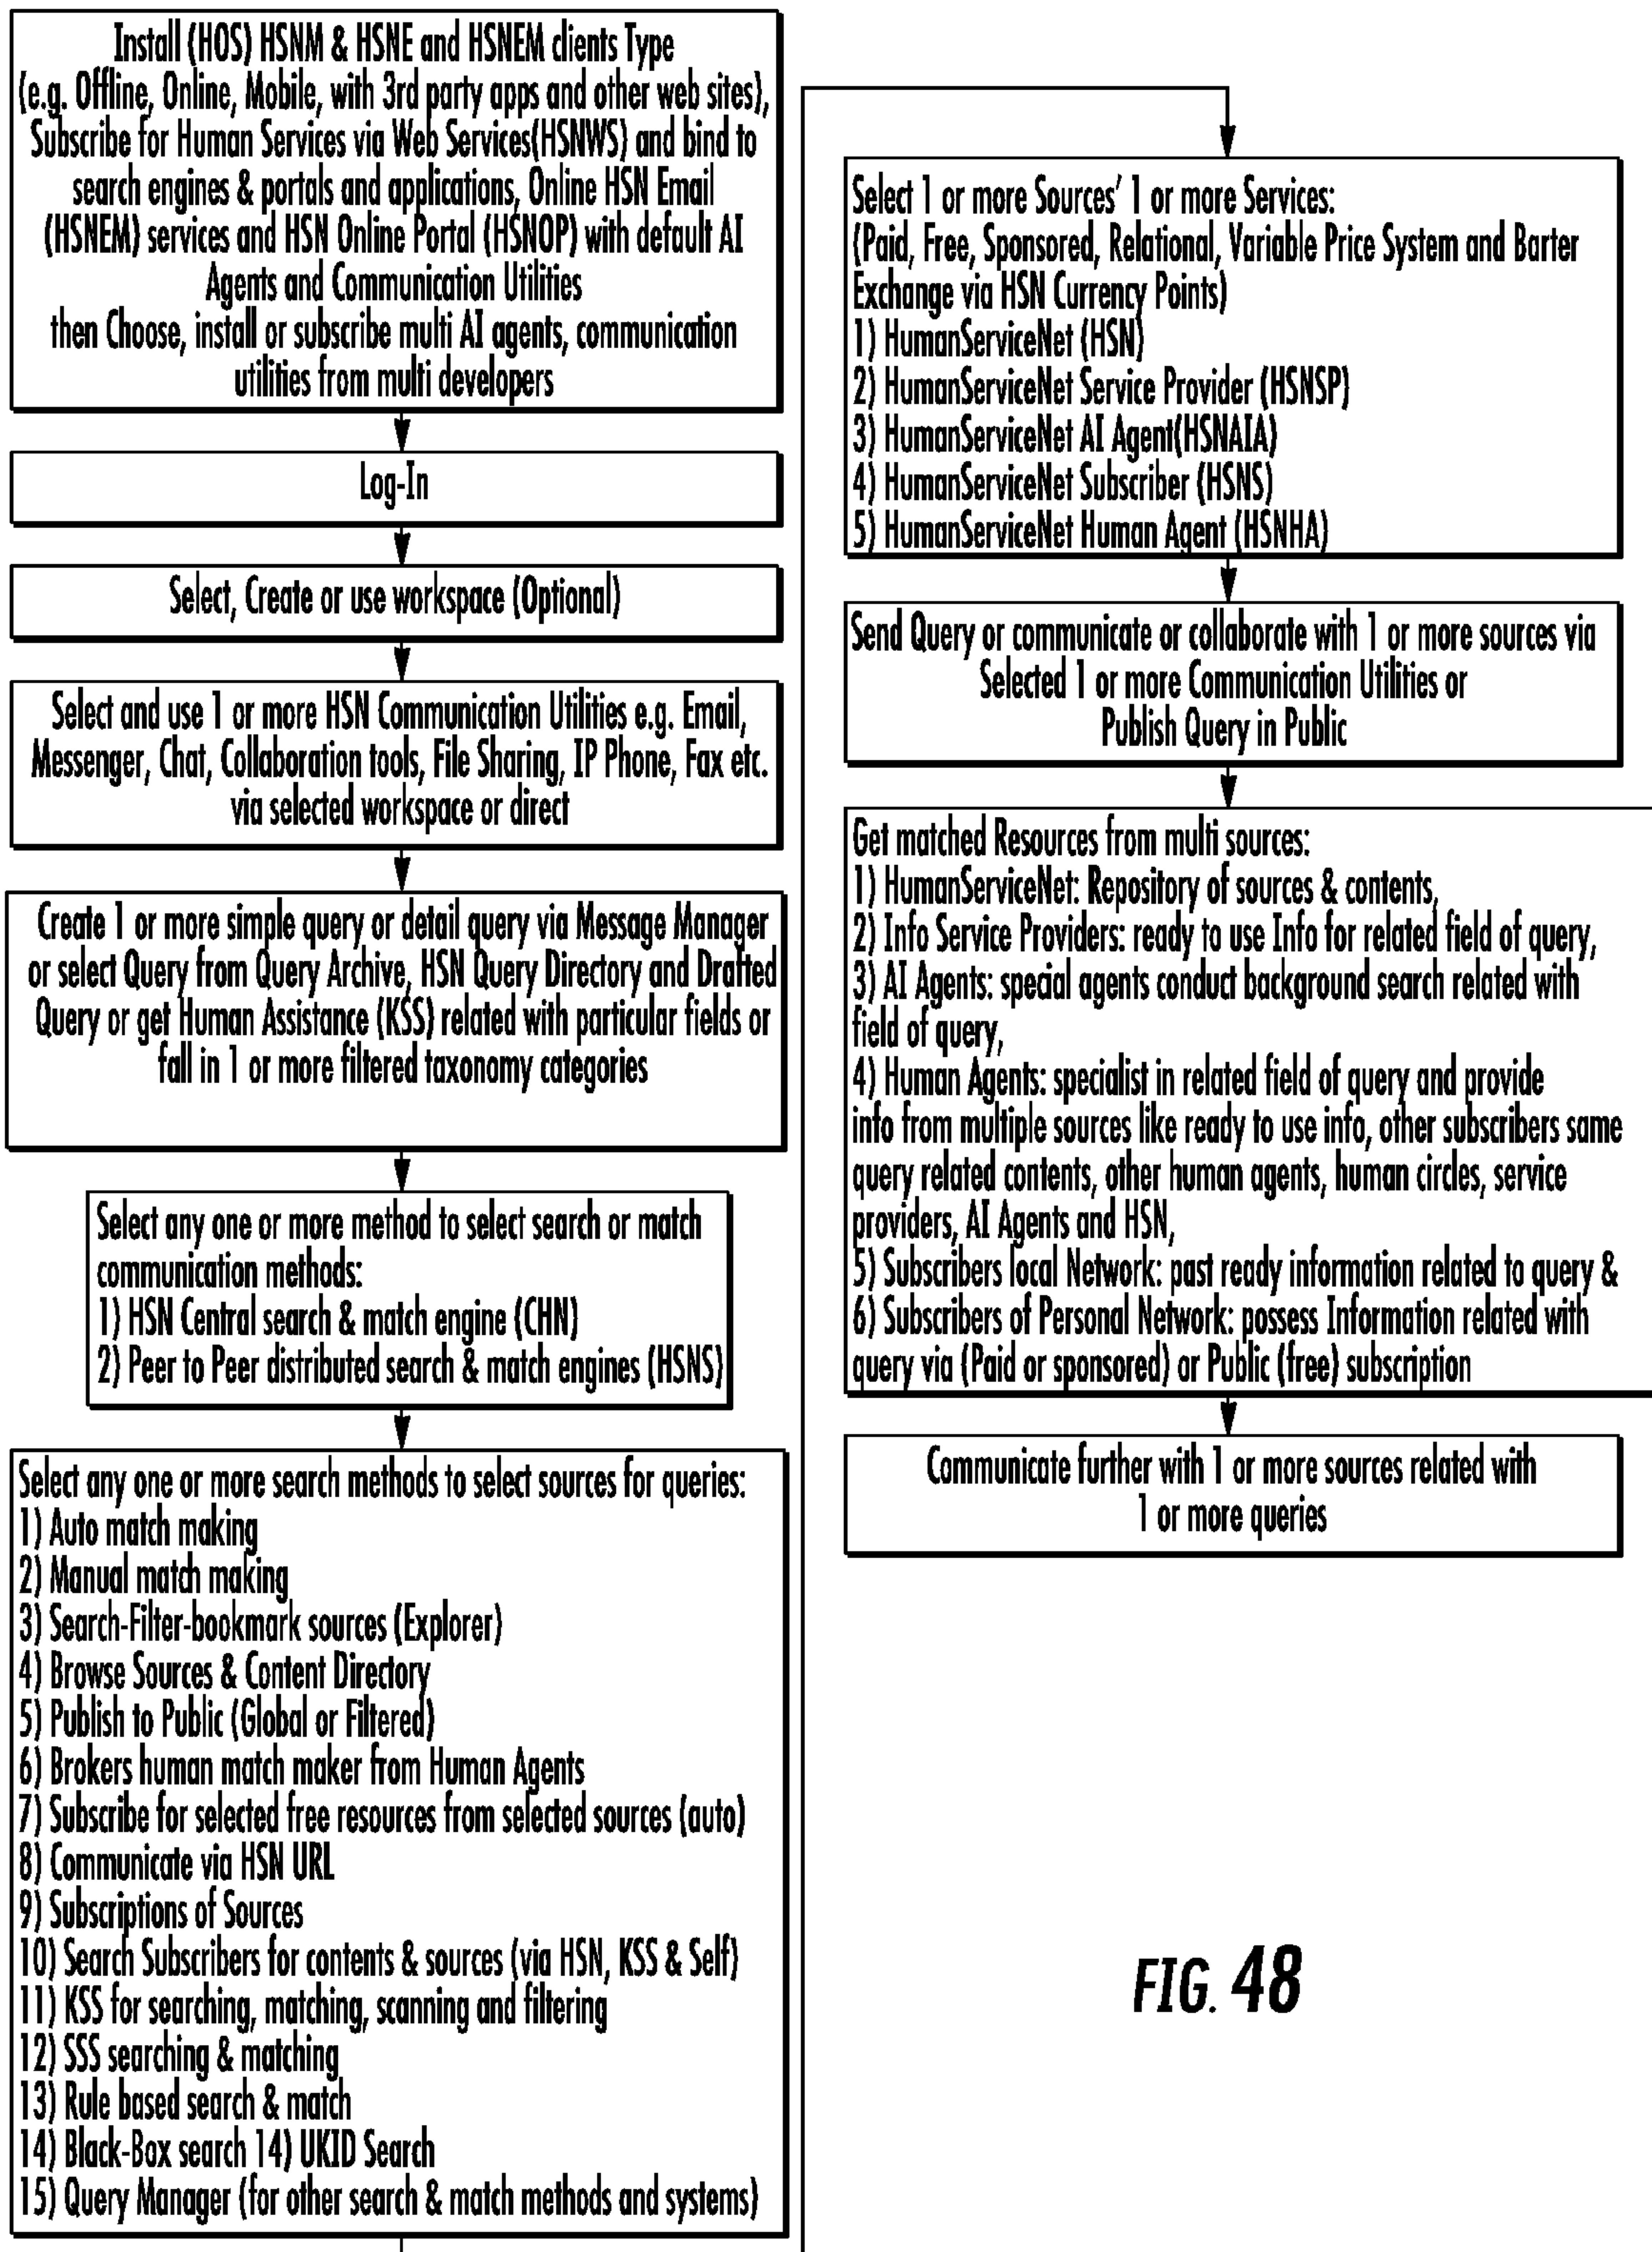 Install (HOS) HSNM & HSNE and HSNEM clients Type
(e.g. Offline, Online, Mobile, with 3rd party apps and other web sites),
Subscribe for Human Services via Web Services(HSNWS) and bind to
search engines & portals and applications, Online HSN Email
(HSNEM) services and HSN Online Portal (HSNOP) with default AI
Agents and Communication Utilities
then Choose, install or subscribe multi AI agents, communication
utilities from multi developers
Log-In
Select, Create or use workspace (Optional)
Select and use 1 or more HSN Communication Utilities e.g. Email,
Messenger, Chat, Collaboration tools, File Sharing, IP Phone, Fax etc.
via selected workspace or direct
Create 1 or more simple query or detail query via Message Manager
or select Query from Query Archive, HSN Query Directory and Drafted
Query or get Human Assistance (KSS) related with particular fields or
fall in 1 or more filtered taxonomy categories
Select any one or more method to select search or match
communication methods:
1) HSN Central search & match engine (CHN)
2) Peer to Peer distributed search & match engines (HSNS)
Select any one or more search methods to select sources for queries:
1) Auto match making
2) Manual match making
3) Search-Filter-bookmark sources (Explorer)
4) Browse Sources & Content Directory
5) Publish to Public (Global or Filtered)
6) Brokers human match maker from Human Agents
7) Subscribe for selected free resources from selected sources (auto)
8) Communicate via HSN URL
9) Subscriptions of Sources
10) Search Subscribers for contents & sources (via HSN, KSS & Self)
11) KSS for searching, matching, scanning and filtering
12) SSS searching & matching
13) Rule based search & match
14) Black-Box search 14) UKID Search
15) Query Manager (for other search & match methods and systems)
Select 1 or more Sources' 1 or more Services:
(Paid, Free, Sponsored, Relational, Variable Price System and Barter
Exchange via HSN Currency Points)
1) HumanServiceNet (HSN)
2) HumanServiceNet Service Provider (HSNSP)
3) HumanServiceNet AI Agent(HSNAIA)
4) HumanServiceNet Subscriber (HSNS)
5) HumanServiceNet Human Agent (HSNHA)
Send Query or communicate or collaborate with 1 or more sources via
Selected 1 or more Communication Utilities or
Publish Query in Public
Get matched Resources from multi sources:
1) HumanServiceNet: Repository of sources & contents,
2) Info Service Providers: ready to use Info for related field of query,
3) AI Agents: special agents conduct background search related with
field of query,
4) Human Agents: specialist in related field of query and provide
info from multiple sources like ready to use info, other subscribers same
query related contents, other human agents, human circles, service
providers, AI Agents and HSN,
5) Subscribers local Network: past ready information related to query &
6) Subscribers of Personal Network: possess Information related with
query via (Paid or sponsored) or Public (free) subscription
Communicate further with 1 or more sources related with
1 or more queries
FIG. 48